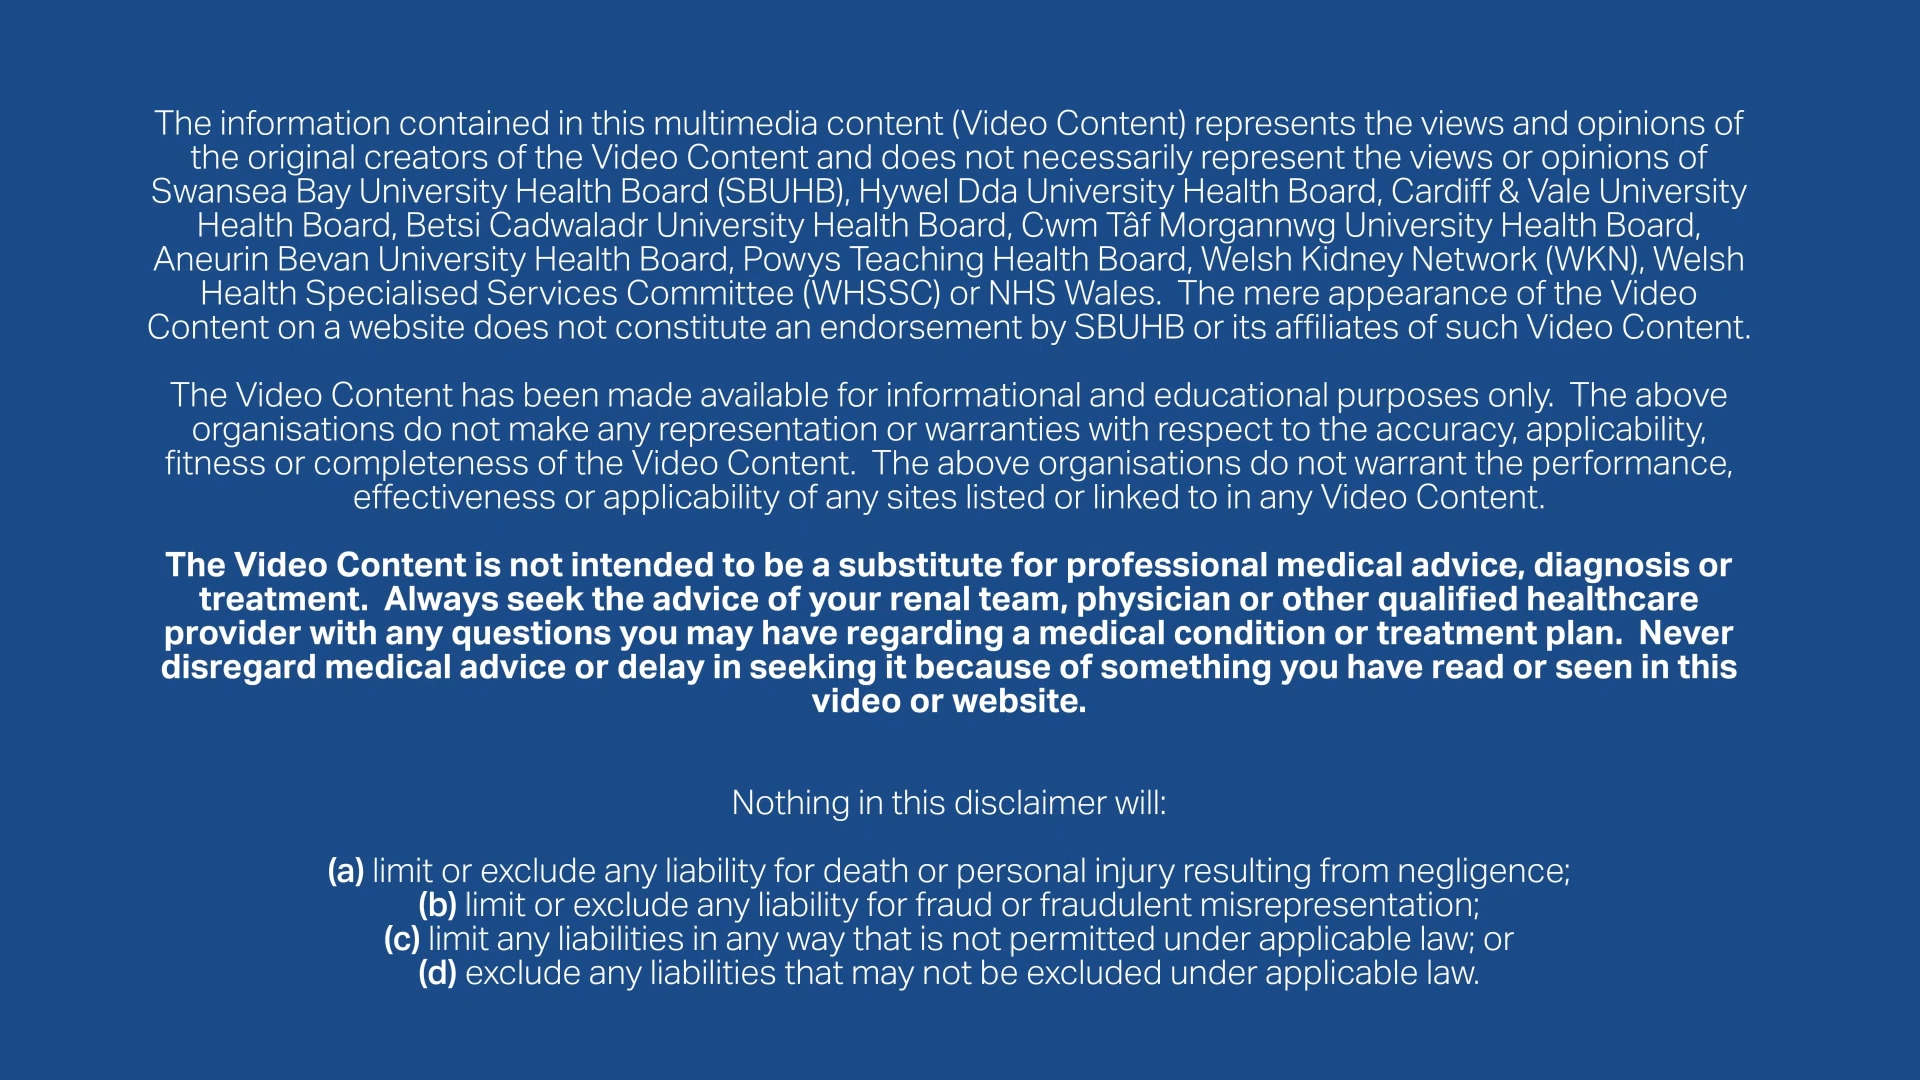 The information contained in this multimedia content (Video Content) represents the views and opinions of
the original creators of the Video Content and does not necessarily represent the views or opinions of
Swansea Bay University Health Board (SBUHB), Hywel Dda University Health Board, Cardiff & Vale University
Health Board, Betsi Cadwaladr University Health Board, Cwm Tâf Morgannwg University Health Board,
Aneurin Bevan University Health Board, Powys Teaching Health Board, Welsh Kidney Network (WKN), Welsh
Health Specialised Services Committee (WHSSC) or NHS Wales.  The mere appearance of the Video
Content on a website does not constitute an endorsement by SBUHB or its affiliates of such Video Content.
The Video Content has been made available for informational and educational purposes only.  The above
organisations do not make any representation or warranties with respect to the accuracy, applicability,
fitness or completeness of the Video Content.  The above organisations do not warrant the performance,
effectiveness or applicability of any sites listed or linked to in any Video Content.
The Video Content is not intended to be a substitute for professional medical advice, diagnosis or
treatment.  Always seek the advice of your renal team, physician or other qualified healthcare
provider with any questions you may have regarding a medical condition or treatment plan.  Never
disregard medical advice or delay in seeking it because of something you have read or seen in this
video or website.
Nothing in this disclaimer will:
(a) limit or exclude any liability for death or personal injury resulting from negligence;
(b) limit or exclude any liability for fraud or fraudulent misrepresentation;
(c) limit any liabilities in any way that is not permitted under applicable law; or
(d) exclude any liabilities that may not be excluded under applicable law.